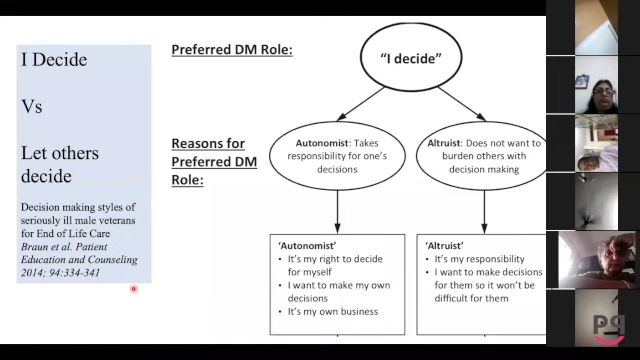 I Decide
Vs
Let others
decide
Decision making styles of
seriously ill male veterans
for End of Life Care
Braun et al. Patient
Education and Counseling
2014; 94:334-341
Preferred DM Role:
"I decide"
Reasons for
Preferred DM
Role:
Autonomist: Takes
responsibility for one's
decisions
Altruist: Does not want to
burden others with
decision making
'Autonomist'
• It's my right to decide
for myself
• I want to make my own
decisions
• It's my own business
'Altruist'
• It's my responsibility
• I want to make decisions
for them so it won't be
difficult for them
pg